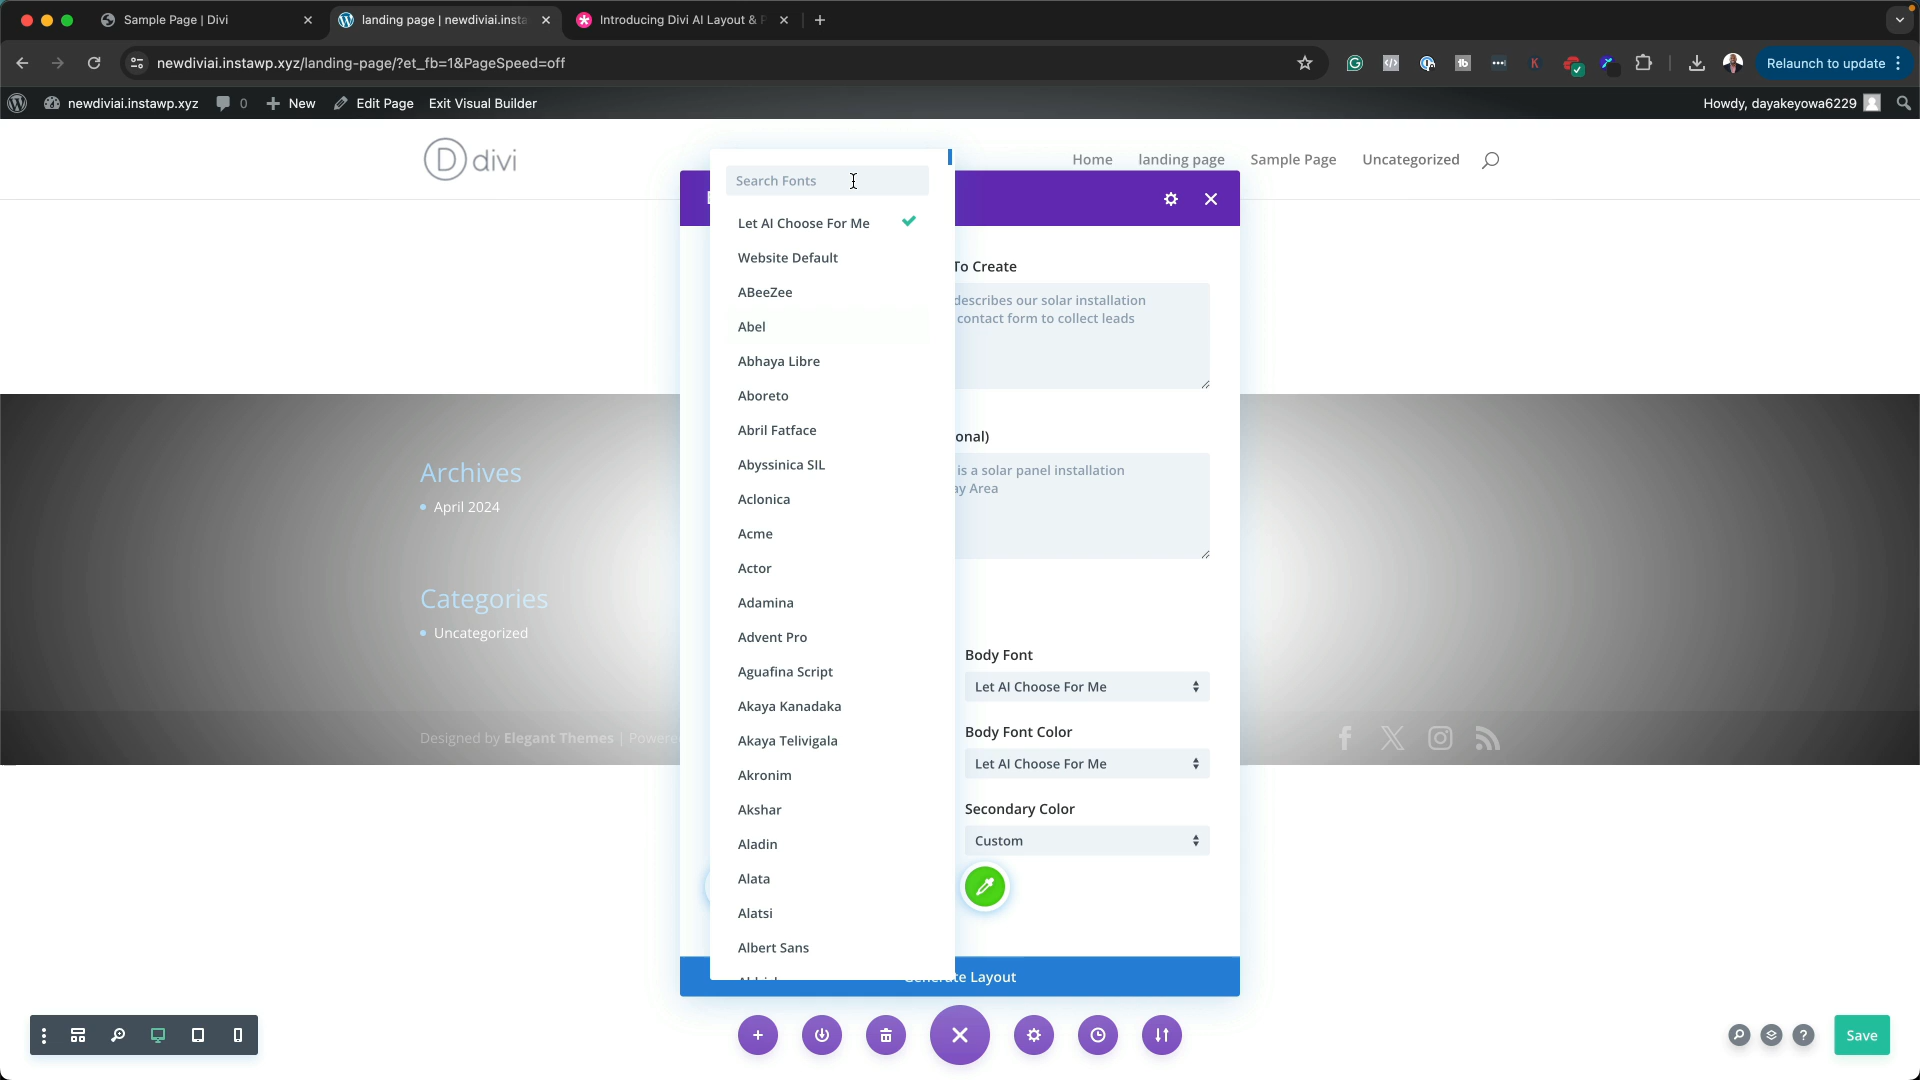 Sample Page | Divi
landing page | newdiviai.insta
Introducing Divi AI Layout &
newdiviai.instawp.xyz/landing-page/?et_fb=1&PageSpeed=off
Relaunch to update
newdiviai.instawp.xyz
0
New
Edit Page
Exit Visual Builder
Howdy, dayakeyowa6229
D divi
Home
landing page
Sample Page
Uncategorized
Search Fonts
Let AI Choose For Me
Website Default
ABeeZee
Abel
Abhaya Libre
Aboreto
Abril Fatface
Abyssinica SIL
Aclonica
Acme
Actor
Adamina
Advent Pro
Aguafina Script
Akaya Kanadaka
Akaya Telivigala
Akronim
Akshar
Aladin
Alata
Alatsi
Albert Sans
To Create
describes our solar installation
contact form to collect leads
onal)
is a solar panel installation
ay Area
Body Font
Let AI Choose For Me
Body Font Color
Let AI Choose For Me
Secondary Color
Custom
Generate Layout
Archives
April 2024
Categories
Uncategorized
Designed by Elegant Themes | Powere
Save